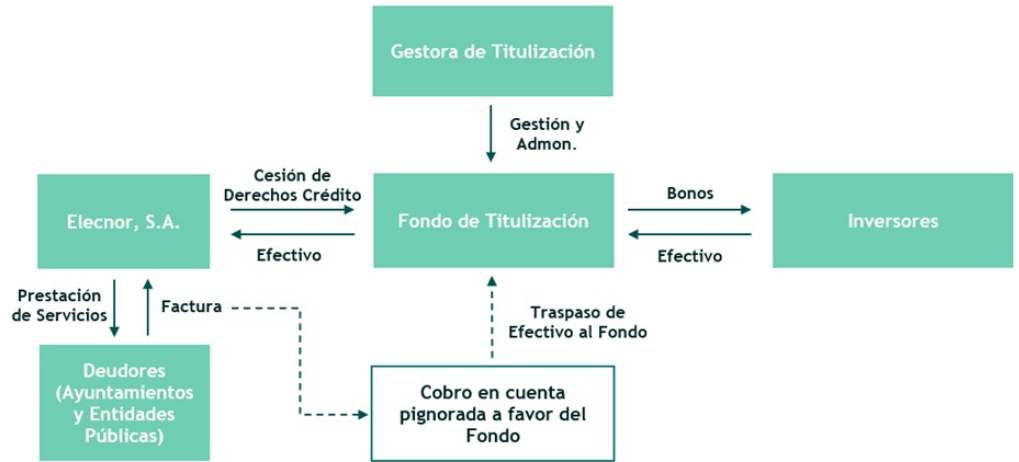 Gestora de Titulización
Gestión y
Admon.
Cesión de
Derechos Crédito
Bonos
Elecnor, S.A.
Fondo de Titulización
Inversores
Efectivo
Efectivo
Prestación
de Servicios
Factura
Traspaso de
Efectivo al Fondo
Deudores
(Ayuntamientos
y Entidades
Públicas)
Cobro en cuenta
pignorada a favor del
Fondo